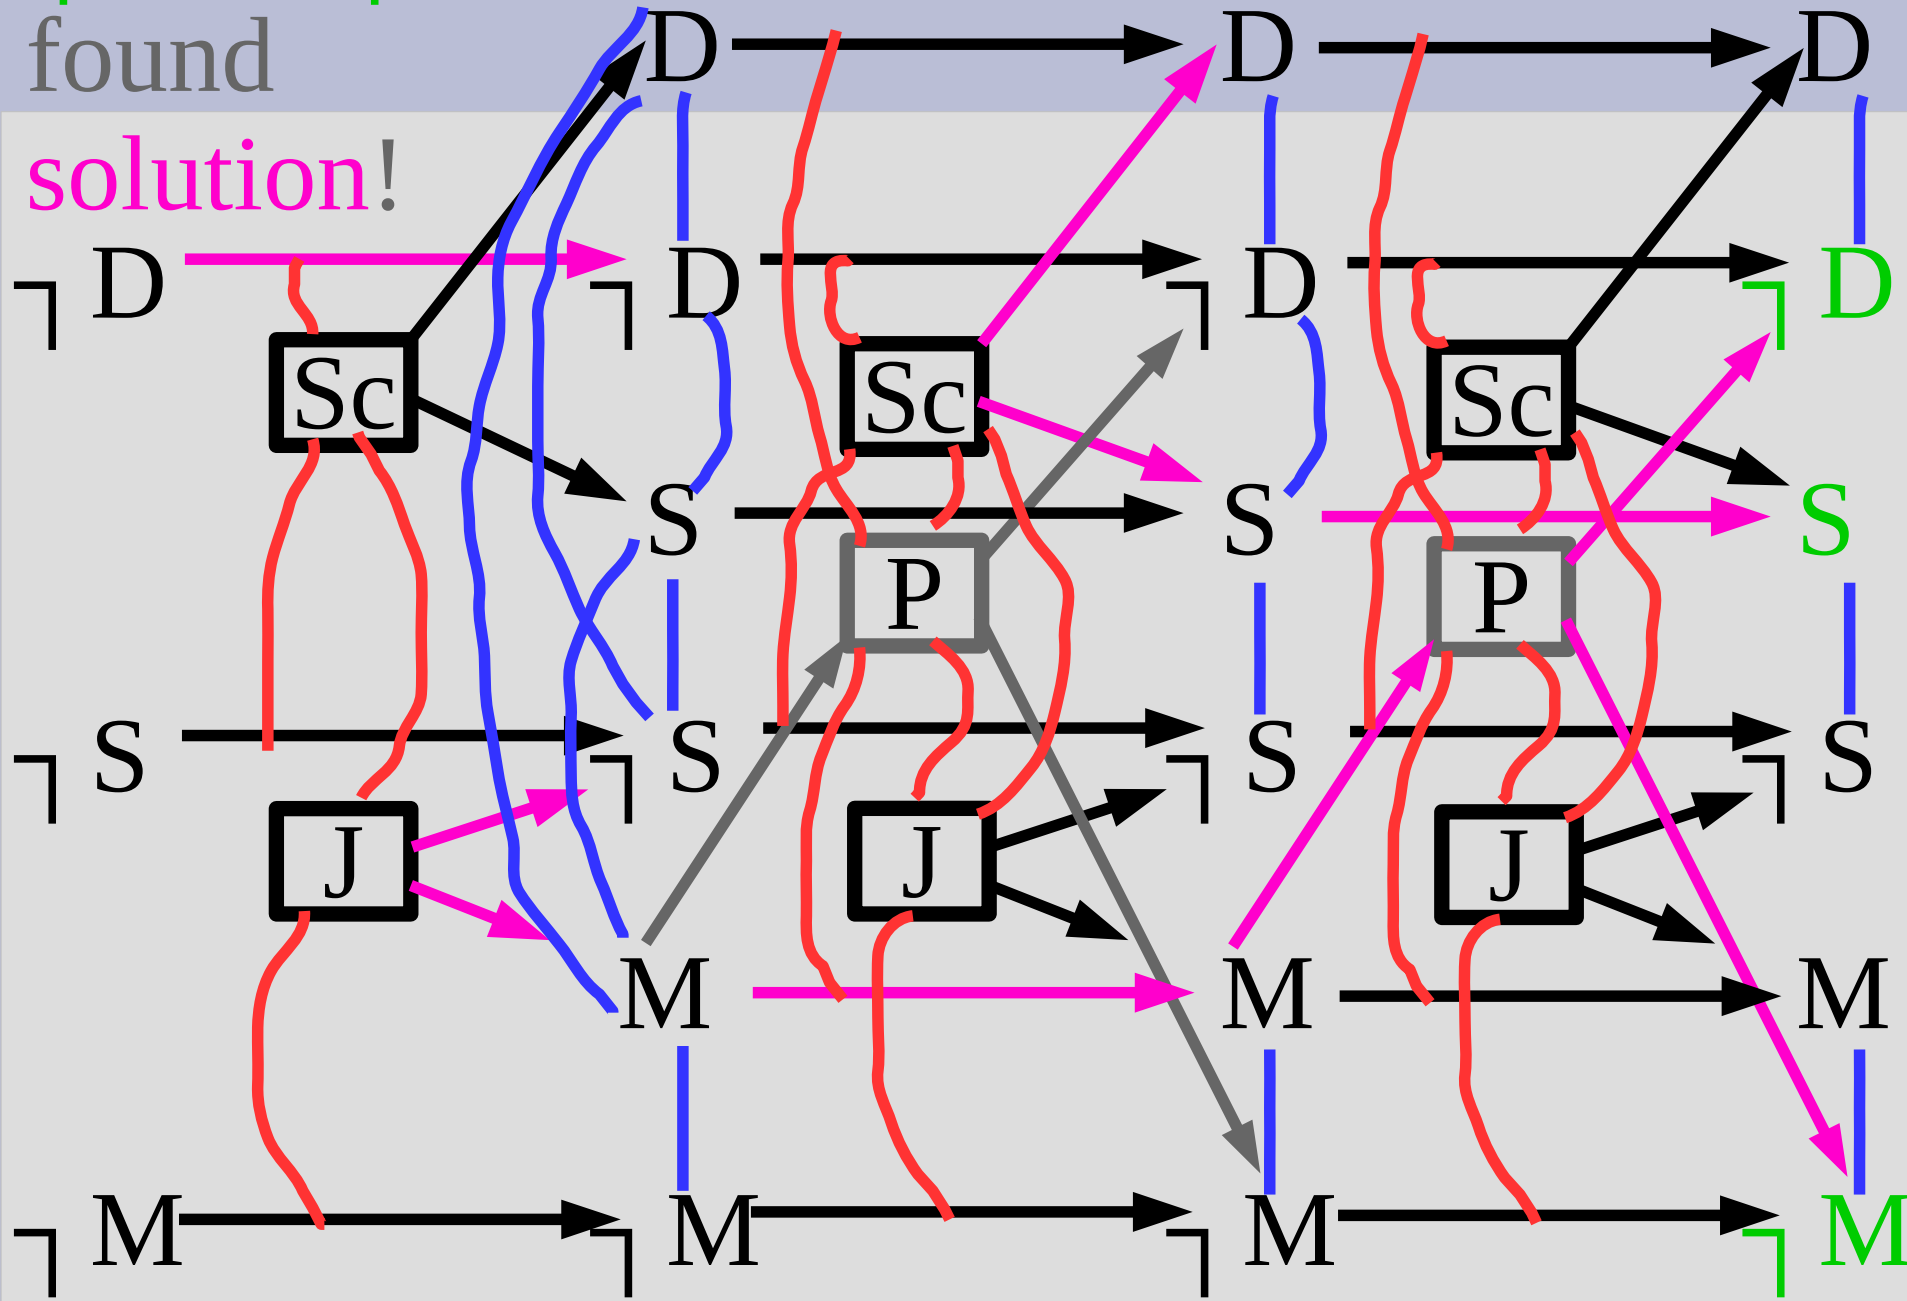 found
D D D
solution!
¬D ¬D ¬D ¬D
Sc Sc Sc
S S S
P P
¬S ¬S ¬S ¬S
J J J
M M M
¬M ¬M ¬M ¬M